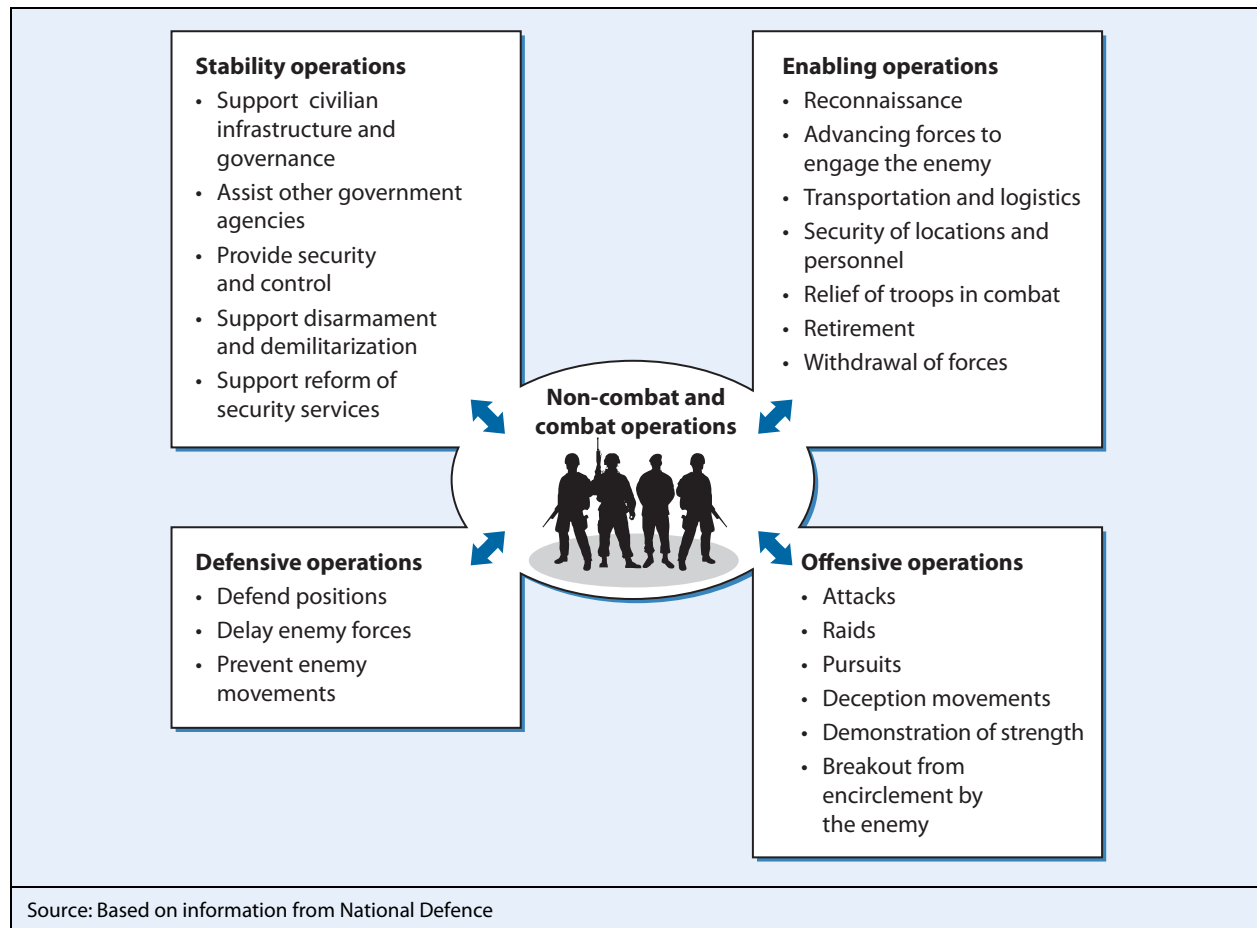 Stability operations
• Support civilian
infrastructure and
governance
• Assist other government
agencies
• Provide security
and control
• Support disarmament
and demilitarization
• Support reform of
security services
Enabling operations
• Reconnaissance
• Advancing forces to
engage the enemy
• Transportation and logistics
• Security of locations and
personnel
• Relief of troops in combat
• Retirement
• Withdrawal of forces
Non-combat and
combat operations
Defensive operations
• Defend positions
• Delay enemy forces
• Prevent enemy
movements
Offensive operations
• Attacks
• Raids
• Pursuits
• Deception movements
• Demonstration of strength
• Breakout from
encirclement by
the enemy
Source: Based on information from National Defence